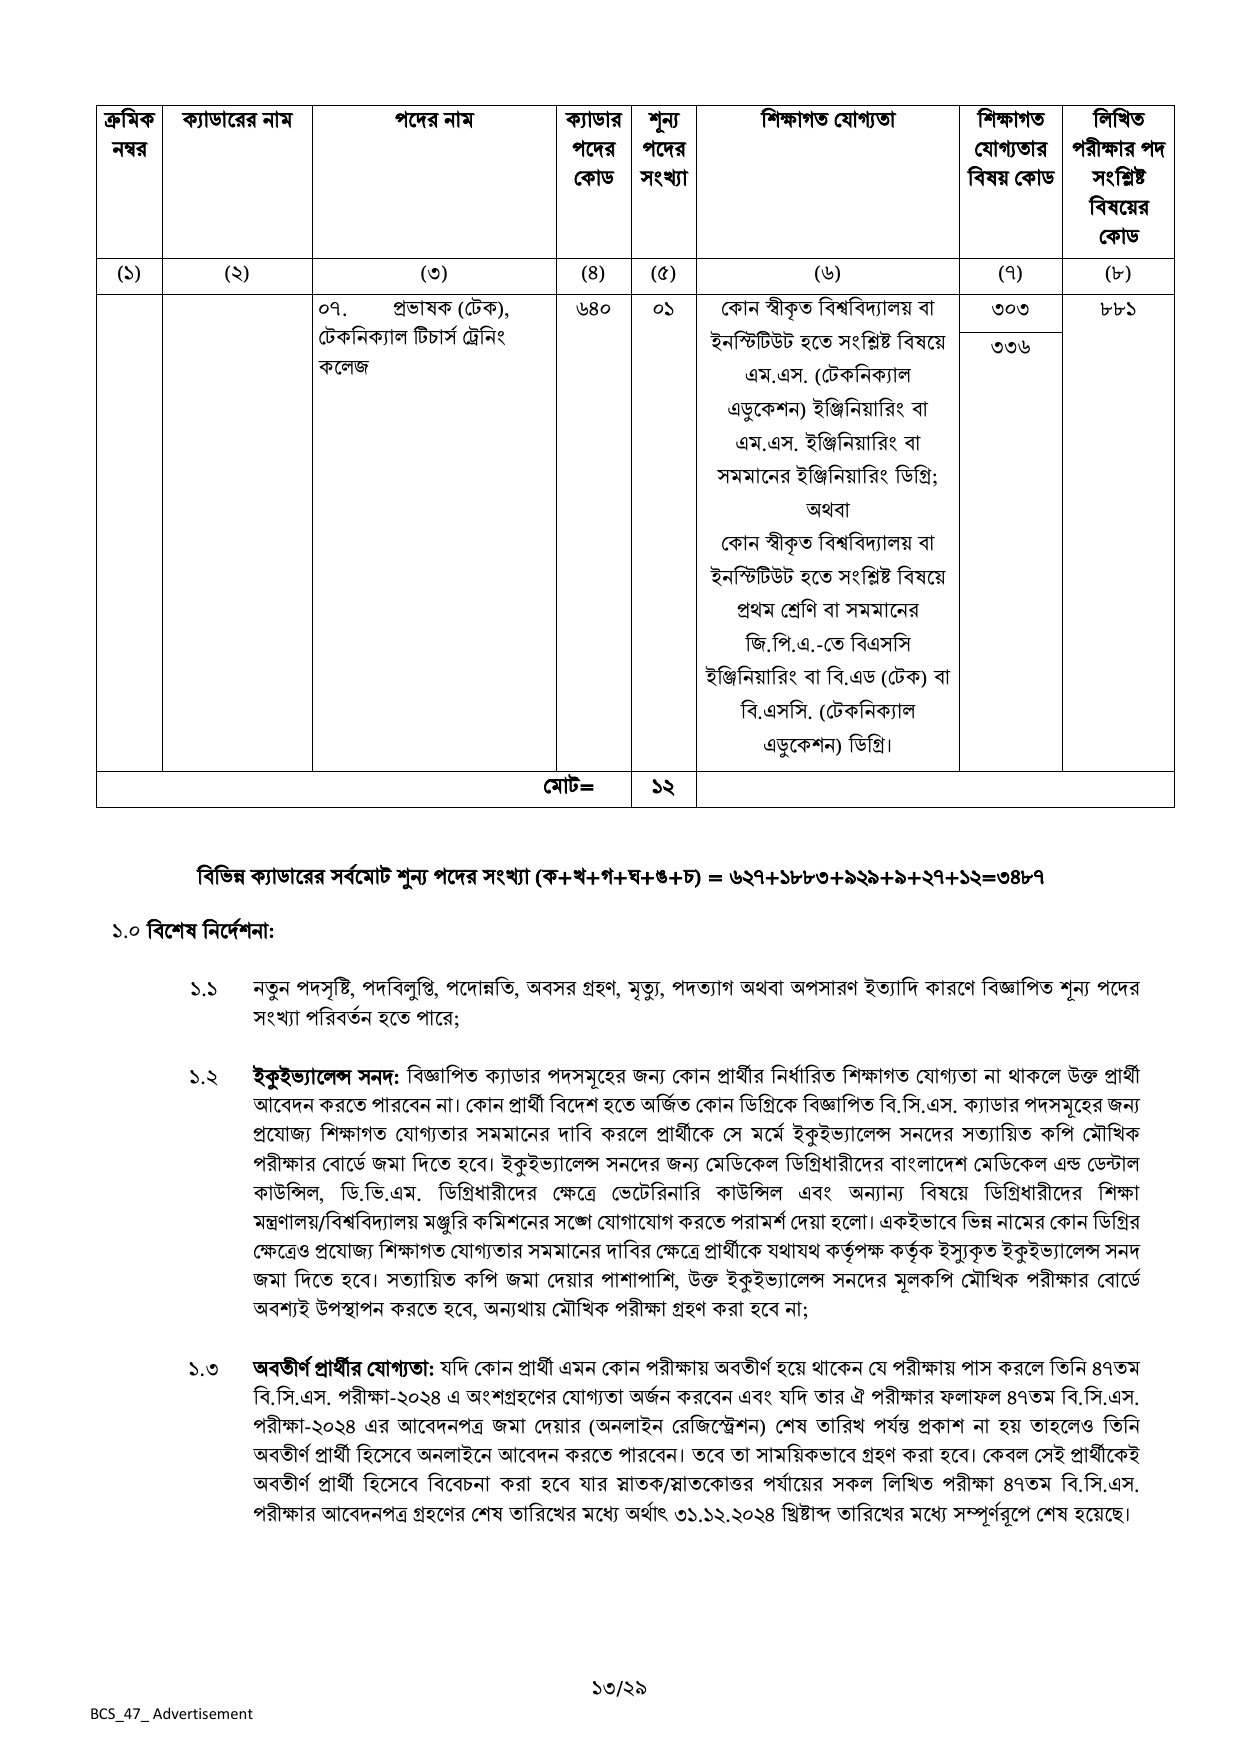 ক্রমিক নম্বর
ক্যাডারের নাম
পদের নাম
ক্যাডার পদের কোড
শূন্য পদের সংখ্যা
শিক্ষাগত যোগ্যতা
শিক্ষাগত যোগ্যতার বিষয় কোড
লিখিত পরীক্ষার পদ সংশ্লিষ্ট বিষয়ের কোড
(১) (২) (৩) (৪) (৫) (৬) (৭) (৮)
০৭. প্রভাষক (টেক),
টেকনিক্যাল টিচার্স ট্রেনিং
কলেজ
৬৪০
০১
কোন স্বীকৃত বিশ্ববিদ্যালয় বা
ইনস্টিটিউট হতে সংশ্লিষ্ট বিষয়ে
এম.এস. (টেকনিক্যাল
এডুকেশন) ইঞ্জিনিয়ারিং বা
এম.এস. ইঞ্জিনিয়ারিং বা
সমমানের ইঞ্জিনিয়ারিং ডিগ্রি;
অথবা
কোন স্বীকৃত বিশ্ববিদ্যালয় বা
ইনস্টিটিউট হতে সংশ্লিষ্ট বিষয়ে
প্রথম শ্রেণি বা সমমানের
জি.পি.এ.-তে বিএসসি
ইঞ্জিনিয়ারিং বা বি.এড (টেক) বা
বি.এসসি. (টেকনিক্যাল
এডুকেশন) ডিগ্রি।
৩০৩
৩৩৬
৮৮১
মোট= ১২
বিভিন্ন ক্যাডারের সর্বমোট শুন্য পদের সংখ্যা (ক+খ+গ+ঘ+ঙ+চ) = ৬২৭+১৮৮৩+৯২৯+৯+২৭+১২=৩৪৮৭
১.০ বিশেষ নির্দেশনা:
১.১ নতুন পদসৃষ্টি, পদবিলুপ্তি, পদোন্নতি, অবসর গ্রহণ, মৃত্যু, পদত্যাগ অথবা অপসারণ ইত্যাদি কারণে বিজ্ঞাপিত শূন্য পদের
সংখ্যা পরিবর্তন হতে পারে;
১.২ ইকুইভ্যালেন্স সনদ: বিজ্ঞাপিত ক্যাডার পদসমূহের জন্য কোন প্রার্থীর নির্ধারিত শিক্ষাগত যোগ্যতা না থাকলে উক্ত প্রার্থী
আবেদন করতে পারবেন না। কোন প্রার্থী বিদেশ হতে অর্জিত কোন ডিগ্রিকে বিজ্ঞাপিত বি.সি.এস. ক্যাডার পদসমূহের জন্য
প্রযোজ্য শিক্ষাগত যোগ্যতার সমমানের দাবি করলে প্রার্থীকে সে মর্মে ইকুইভ্যালেন্স সনদের সত্যায়িত কপি মৌখিক
পরীক্ষার বোর্ডে জমা দিতে হবে। ইকুইভ্যালেন্স সনদের জন্য মেডিকেল ডিগ্রিধারীদের বাংলাদেশ মেডিকেল এন্ড ডেন্টাল
কাউন্সিল, ডি.ভি.এম. ডিগ্রিধারীদের ক্ষেত্রে ভেটেরিনারি কাউন্সিল এবং অন্যান্য বিষয়ে ডিগ্রিধারীদের শিক্ষা
মন্ত্রণালয়/বিশ্ববিদ্যালয় মঞ্জুরি কমিশনের সঙ্গে যোগাযোগ করতে পরামর্শ দেয়া হলো। একইভাবে ভিন্ন নামের কোন ডিগ্রির
ক্ষেত্রেও প্রযোজ্য শিক্ষাগত যোগ্যতার সমমানের দাবির ক্ষেত্রে প্রার্থীকে যথাযথ কর্তৃপক্ষ কর্তৃক ইস্যুকৃত ইকুইভ্যালেন্স সনদ
জমা দিতে হবে। সত্যায়িত কপি জমা দেয়ার পাশাপাশি, উক্ত ইকুইভ্যালেন্স সনদের মূলকপি মৌখিক পরীক্ষার বোর্ডে
অবশ্যই উপস্থাপন করতে হবে, অন্যথায় মৌখিক পরীক্ষা গ্রহণ করা হবে না;
১.৩ অবতীর্ণ প্রার্থীর যোগ্যতা: যদি কোন প্রার্থী এমন কোন পরীক্ষায় অবতীর্ণ হয়ে থাকেন যে পরীক্ষায় পাস করলে তিনি ৪৭তম
বি.সি.এস. পরীক্ষা-২০২৪ এ অংশগ্রহণের যোগ্যতা অর্জন করবেন এবং যদি তার ঐ পরীক্ষার ফলাফল ৪৭তম বি.সি.এস.
পরীক্ষা-২০২৪ এর আবেদনপত্র জমা দেয়ার (অনলাইন রেজিস্ট্রেশন) শেষ তারিখ পর্যন্ত প্রকাশ না হয় তাহলেও তিনি
অবতীর্ণ প্রার্থী হিসেবে অনলাইনে আবেদন করতে পারবেন। তবে তা সাময়িকভাবে গ্রহণ করা হবে। কেবল সেই প্রার্থীকেই
অবতীর্ণ প্রার্থী হিসেবে বিবেচনা করা হবে যার স্নাতক/স্নাতকোত্তর পর্যায়ের সকল লিখিত পরীক্ষা ৪৭তম বি.সি.এস.
পরীক্ষার আবেদনপত্র গ্রহণের শেষ তারিখের মধ্যে অর্থাৎ ৩১.১২.২০২৪ খ্রিষ্টাব্দ তারিখের মধ্যে সম্পূর্ণরূপে শেষ হয়েছে।
১৩/২৯
BCS_47_ Advertisement